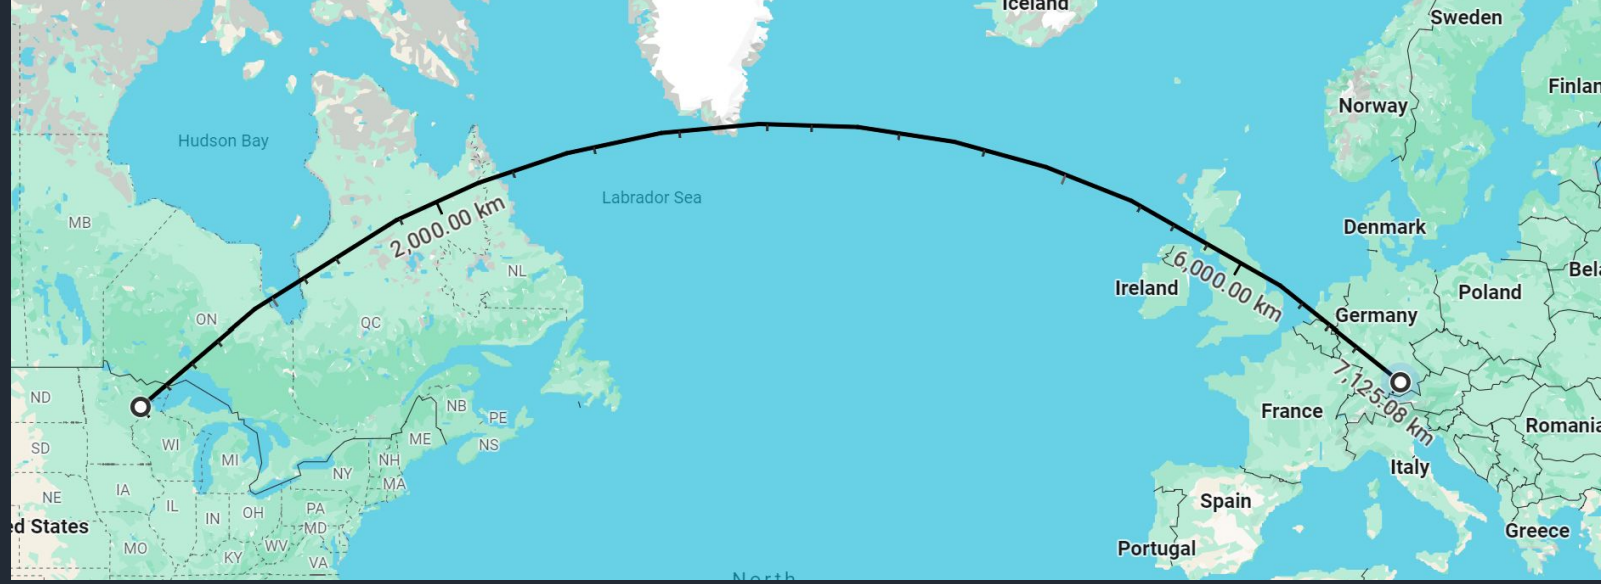 Iceland
Sweden
Finlan
Norway
Hudson Bay
Labrador Sea
MB
2,000.00 km
Denmark
NL
6,000.00 km
Ireland
Bela
Poland
Germany
ON
QC
7,125.08 km
ND
NB
PE
France
Romania
SD
WI
MI
ME
NS
NH
NY
MA
Italy
NE
IA
IL
IN
OH
PA
Spain
ed States
MD
Greece
MO
KY
WV
VA
Portugal
North